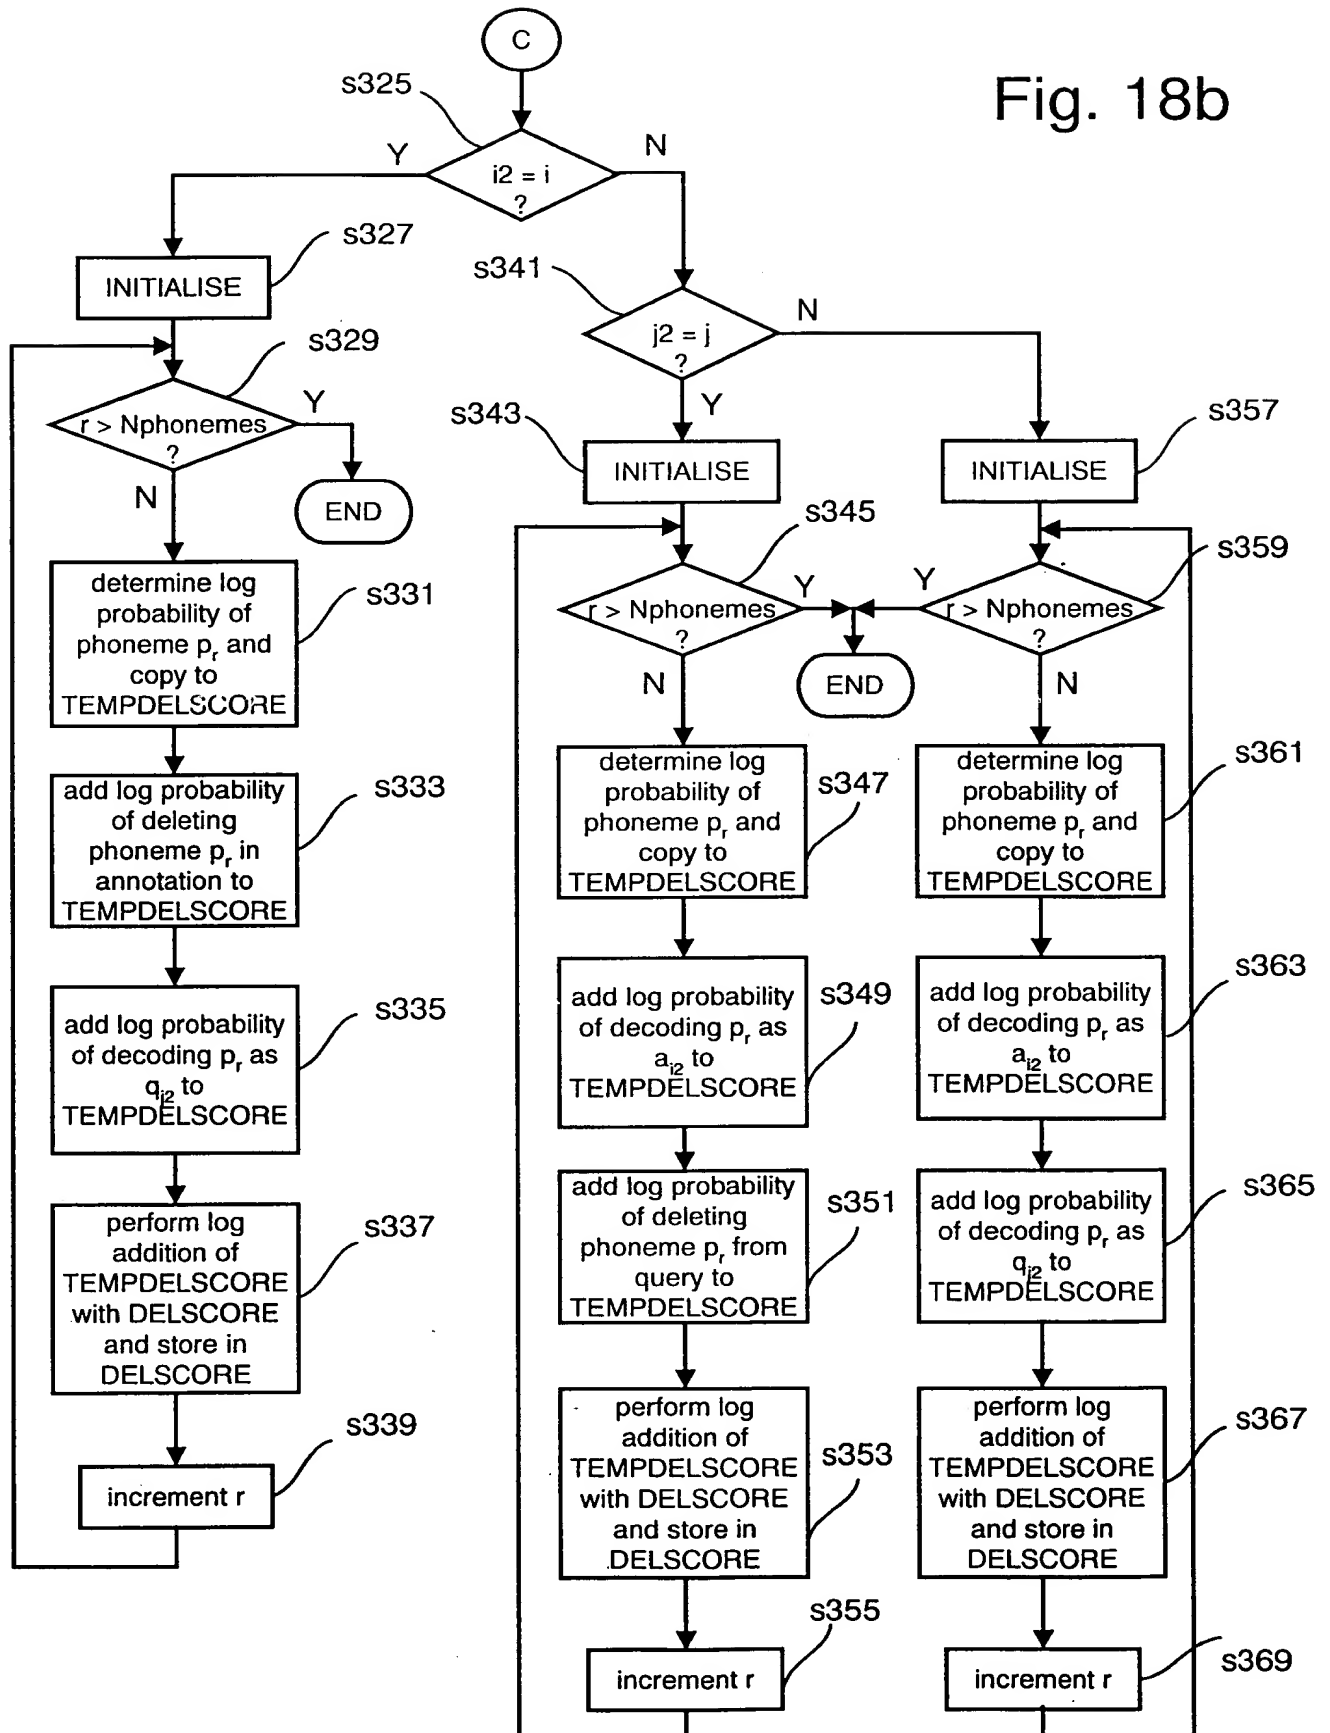 C
Fig. 18b
s325
i2 = i
?
Y
N
s327
INITIALISE
s329
r > Nphonemes
?
Y
N
END
s331
determine log
probability of
phoneme pr and
copy to
TEMPDELSCORE
s333
add log probability
of deleting
phoneme pr in
annotation to
TEMPDELSCORE
s335
add log probability
of decoding pr as
qj2 to
TEMPDELSCORE
s337
perform log
addition of
TEMPDELSCORE
with DELSCORE
and store in
DELSCORE
s339
increment r
s341
j2 = j
?
N
Y
s343
INITIALISE
s345
r > Nphonemes
?
Y
N
END
s347
determine log
probability of
phoneme pr and
copy to
TEMPDELSCORE
s349
add log probability
of decoding pr as
ai2 to
TEMPDELSCORE
s351
add log probability
of deleting
phoneme pr from
query to
TEMPDELSCORE
s353
perform log
addition of
TEMPDELSCORE
with DELSCORE
and store in
DELSCORE
s355
increment r
s357
INITIALISE
s359
r > Nphonemes
?
Y
N
s361
determine log
probability of
phoneme pr and
copy to
TEMPDELSCORE
s363
add log probability
of decoding pr as
ai2 to
TEMPDELSCORE
s365
add log probability
of decoding pr as
qj2 to
TEMPDELSCORE
s367
perform log
addition of
TEMPDELSCORE
with DELSCORE
and store in
DELSCORE
s369
increment r